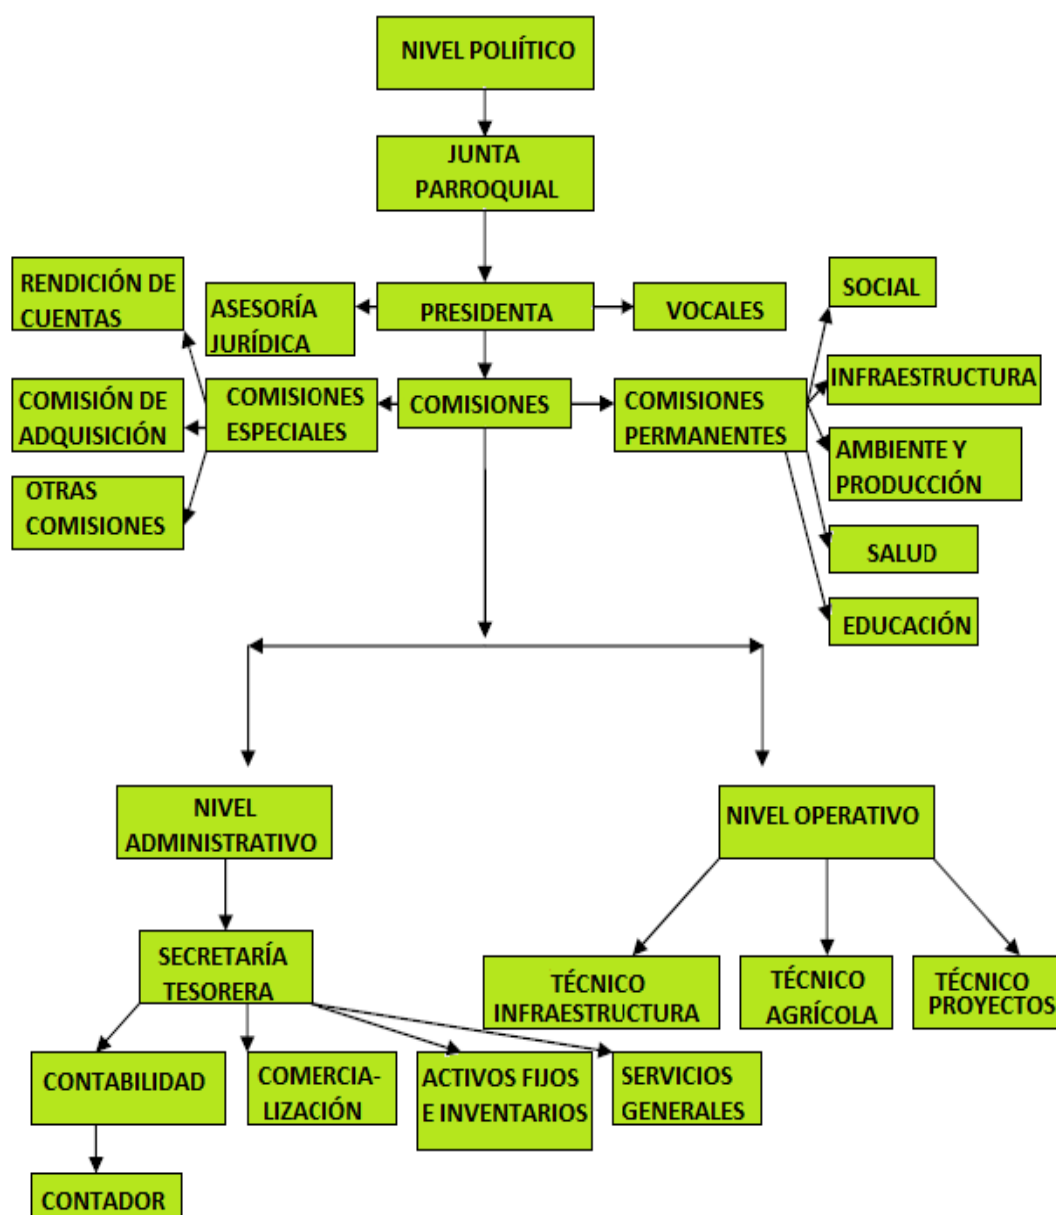 NIVEL POLIÍTICO
JUNTA
PARROQUIAL
RENDICIÓN DE
CUENTAS
ASESORÍA
JURÍDICA
PRESIDENTA
VOCALES
SOCIAL
COMISIÓN DE
ADQUISICIÓN
COMISIONES
ESPECIALES
COMISIONES
COMISIONES
PERMANENTES
INFRAESTRUCTURA
AMBIENTE Y
PRODUCCIÓN
OTRAS
COMISIONES
SALUD
EDUCACIÓN
NIVEL
ADMINISTRATIVO
NIVEL OPERATIVO
SECRETARÍA
TESORERA
TÉCNICO
INFRAESTRUCTURA
TÉCNICO
AGRÍCOLA
TÉCNICO
PROYECTOS
CONTABILIDAD
COMERCIA-
LIZACIÓN
ACTIVOS FIJOS
E INVENTARIOS
SERVICIOS
GENERALES
CONTADOR